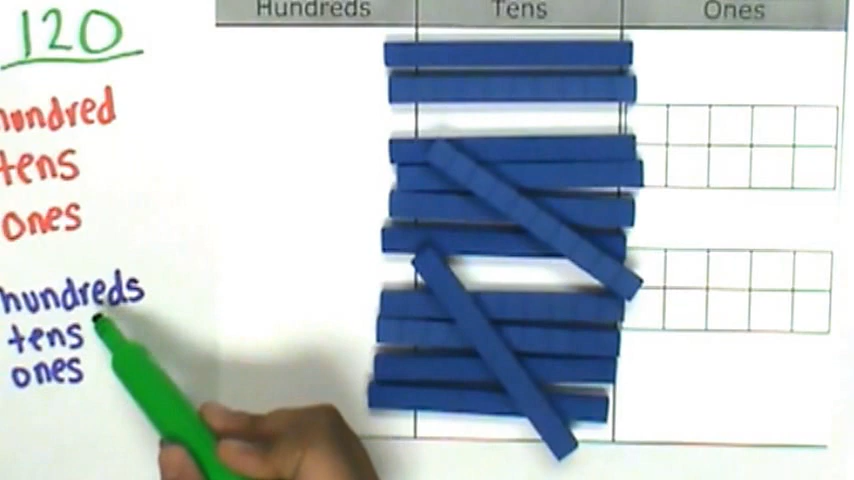 Hundreds Tens Ones
120
hundred
tens
ones
hundreds
tens
ones